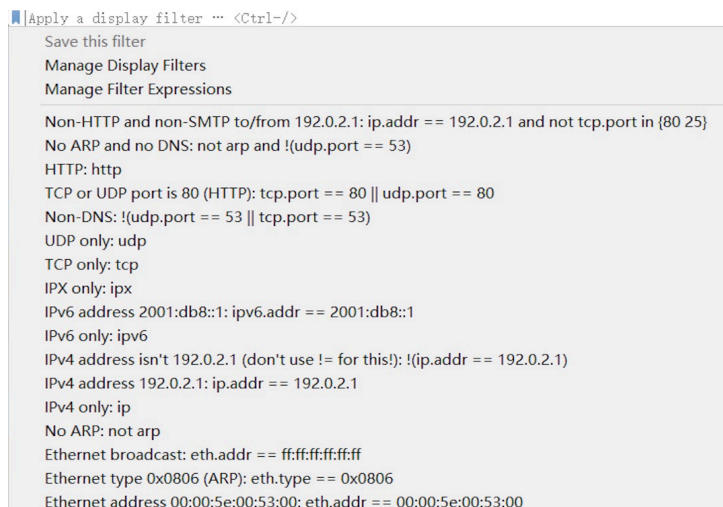 Apply a display filter … <Ctrl-/>
Save this filter
Manage Display Filters
Manage Filter Expressions
Non-HTTP and non-SMTP to/from 192.0.2.1: ip.addr == 192.0.2.1 and not tcp.port in {80 25}
No ARP and no DNS: not arp and !(udp.port == 53)
HTTP: http
TCP or UDP port is 80 (HTTP): tcp.port == 80 || udp.port == 80
Non-DNS: !(udp.port == 53 || tcp.port == 53)
UDP only: udp
TCP only: tcp
IPX only: ipx
IPv6 address 2001:db8::1: ipv6.addr == 2001:db8::1
IPv6 only: ipv6
IPv4 address isn't 192.0.2.1 (don't use != for this!): !(ip.addr == 192.0.2.1)
IPv4 address 192.0.2.1: ip.addr == 192.0.2.1
IPv4 only: ip
No ARP: not arp
Ethernet broadcast: eth.addr == ff:ff:ff:ff:ff:ff
Ethernet type 0x0806 (ARP): eth.type == 0x0806
Ethernet address 00:00:5e:00:53:00: eth.addr == 00:00:5e:00:53:00